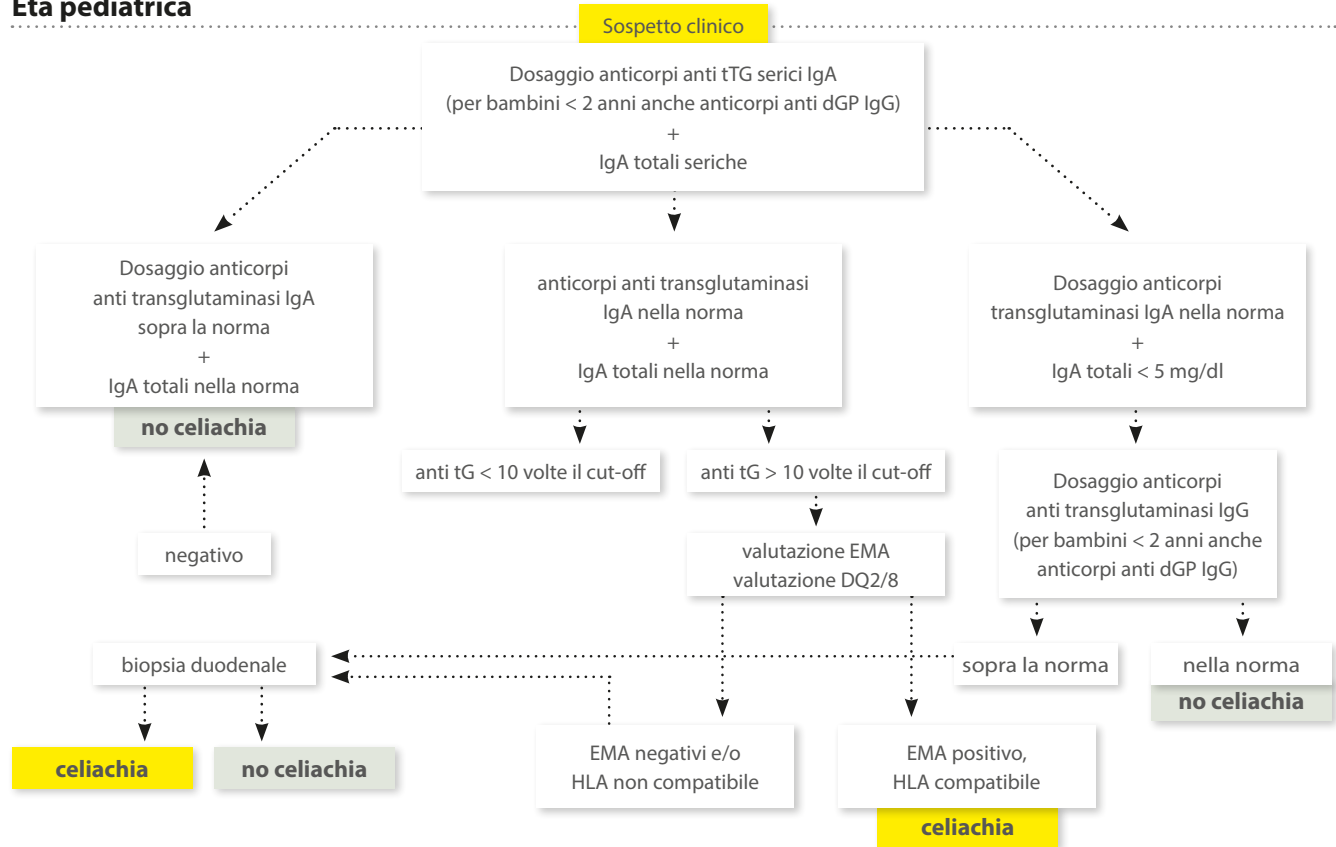 Età pediatrica
Sospetto clinico
Dosaggio anticorpi anti tTG serici IgA
(per bambini < 2 anni anche anticorpi anti dGP IgG)
+
IgA totali seriche
Dosaggio anticorpi
anti transglutaminasi IgA
sopra la norma
+
IgA totali nella norma
no celiachia
negativo
anticorpi anti transglutaminasi
IgA nella norma
+
IgA totali nella norma
anti tG < 10 volte il cut-off
anti tG > 10 volte il cut-off
valutazione EMA
valutazione DQ2/8
Dosaggio anticorpi
transglutaminasi IgA nella norma
+
IgA totali < 5 mg/dl
Dosaggio anticorpi
anti transglutaminasi IgG
(per bambini < 2 anni anche
anticorpi anti dGP IgG)
sopra la norma
nella norma
no celiachia
biopsia duodenale
celiachia
no celiachia
EMA negativi e/o
HLA non compatibile
EMA positivo,
HLA compatibile
celiachia